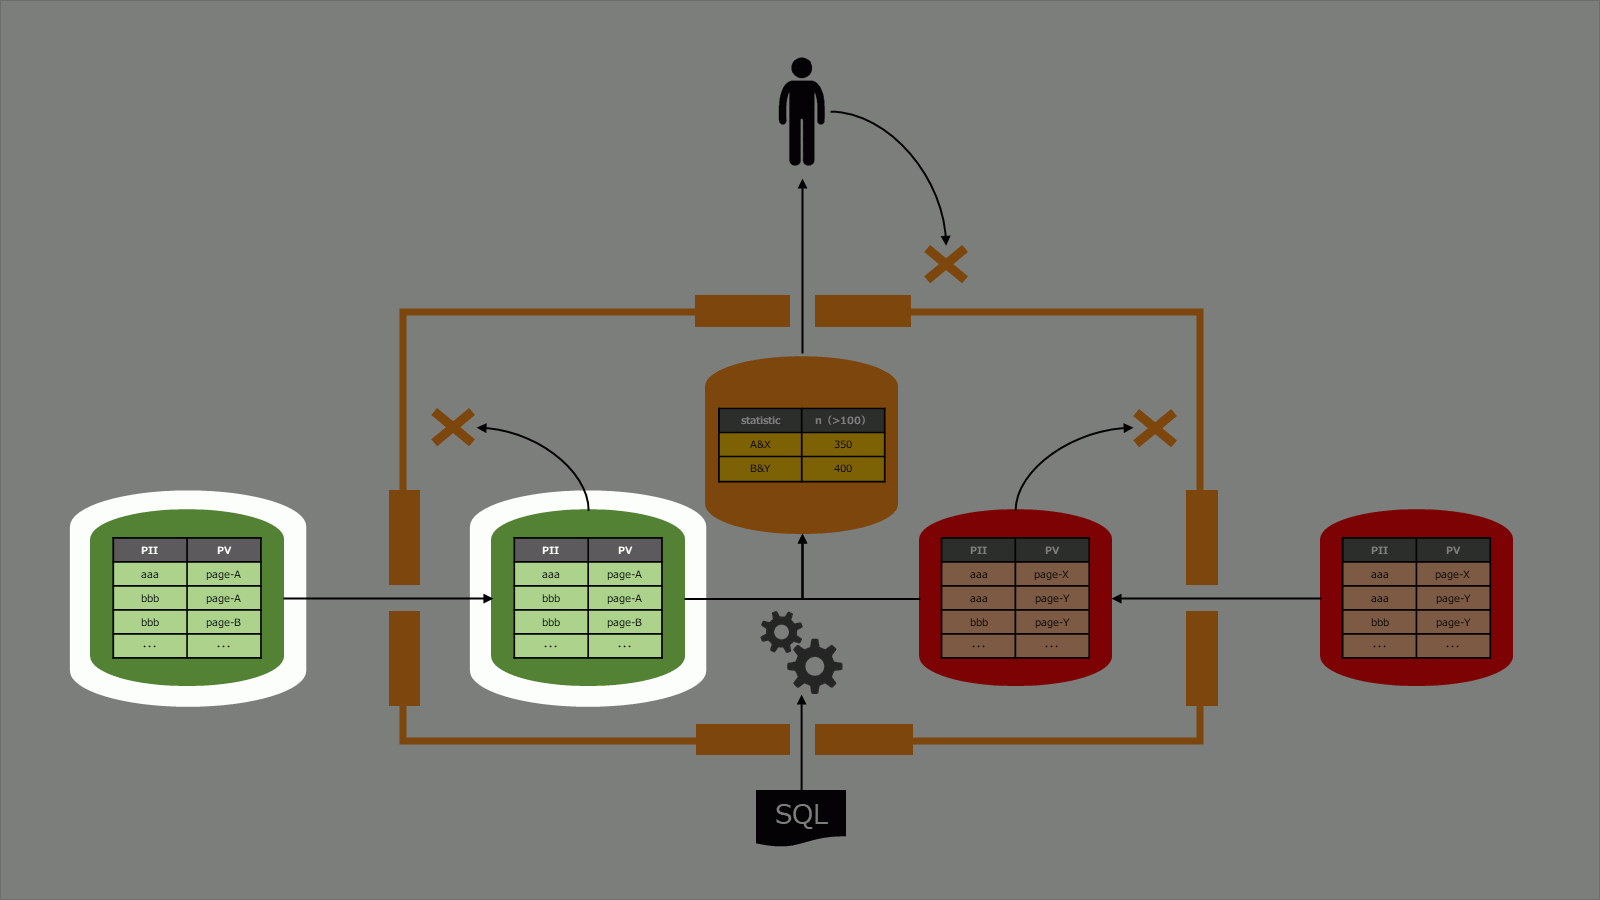 statistic n (>100)
A&X 350
B&Y 400
PII PV
aaa page-A
bbb page-A
bbb page-B
... ...
PII PV
aaa page-A
bbb page-A
bbb page-B
... ...
PII PV
aaa page-X
aaa page-Y
bbb page-Y
... ...
PII PV
aaa page-X
aaa page-Y
bbb page-Y
... ...
SQL